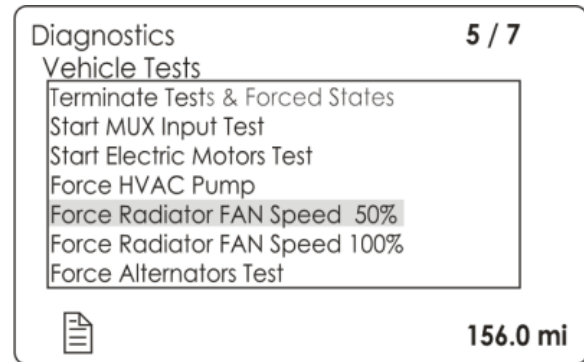 Diagnostics 5 / 7
Vehicle Tests
Terminate Tests & Forced States
Start MUX Input Test
Start Electric Motors Test
Force HVAC Pump
Force Radiator FAN Speed 50%
Force Radiator FAN Speed 100%
Force Alternators Test
156.0 mi